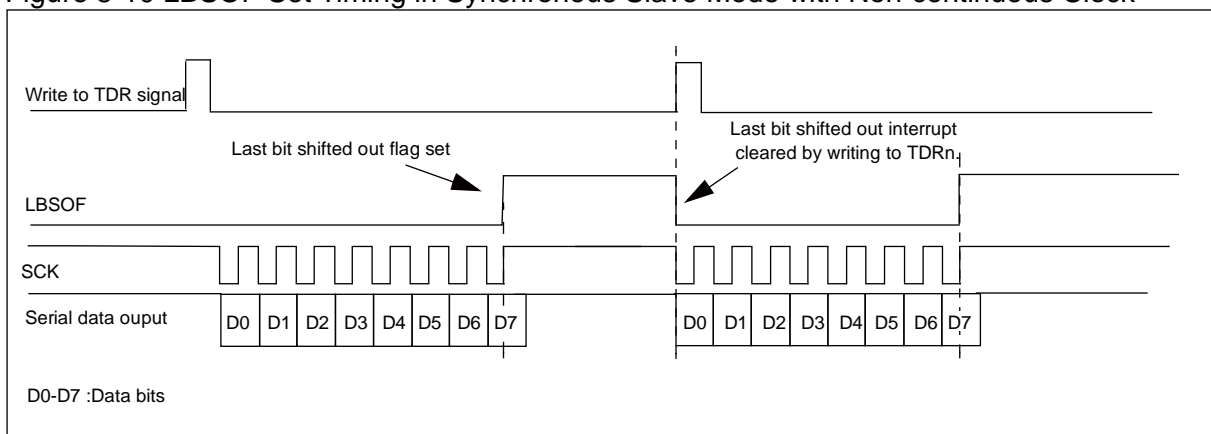 Figure 5-10 LBSOF Set Timing in Synchronous Slave Mode with Non-continuous Clock
Write to TDR signal
Last bit shifted out flag set
Last bit shifted out interrupt
cleared by writing to TDRn.
LBSOF
SCK
Serial data ouput
D0 D1 D2 D3 D4 D5 D6 D7 D0 D1 D2 D3 D4 D5 D6 D7
D0-D7 :Data bits